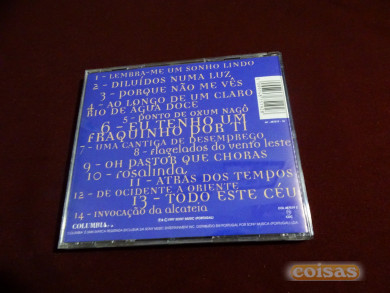 1 - LEMBRA-ME UM SONHO LINDO
2 - DILUÍDOS NUMA LUZ
3 - PORQUE NÃO ME VÊS
4 - AO LONGO DE UM CLARO
RIO DE ÁGUA DOCE
5 - PONTO DE OXUM NAGÔ
6 - EU TENHO UM
FRAQUINHO POR TI
7 - UMA CANTIGA DE DESEMPREGO
8 - flagelados do vento leste
9 - OH PASTOR QUE CHORAS
10 - rosalinda
11 - ATRÁS DOS TEMPOS
12 - DE OCIDENTE A ORIENTE
13 - TODO ESTE CÉU
14 - INVOCAÇÃO DA ALCATEIA
COLUMBIA
coisas